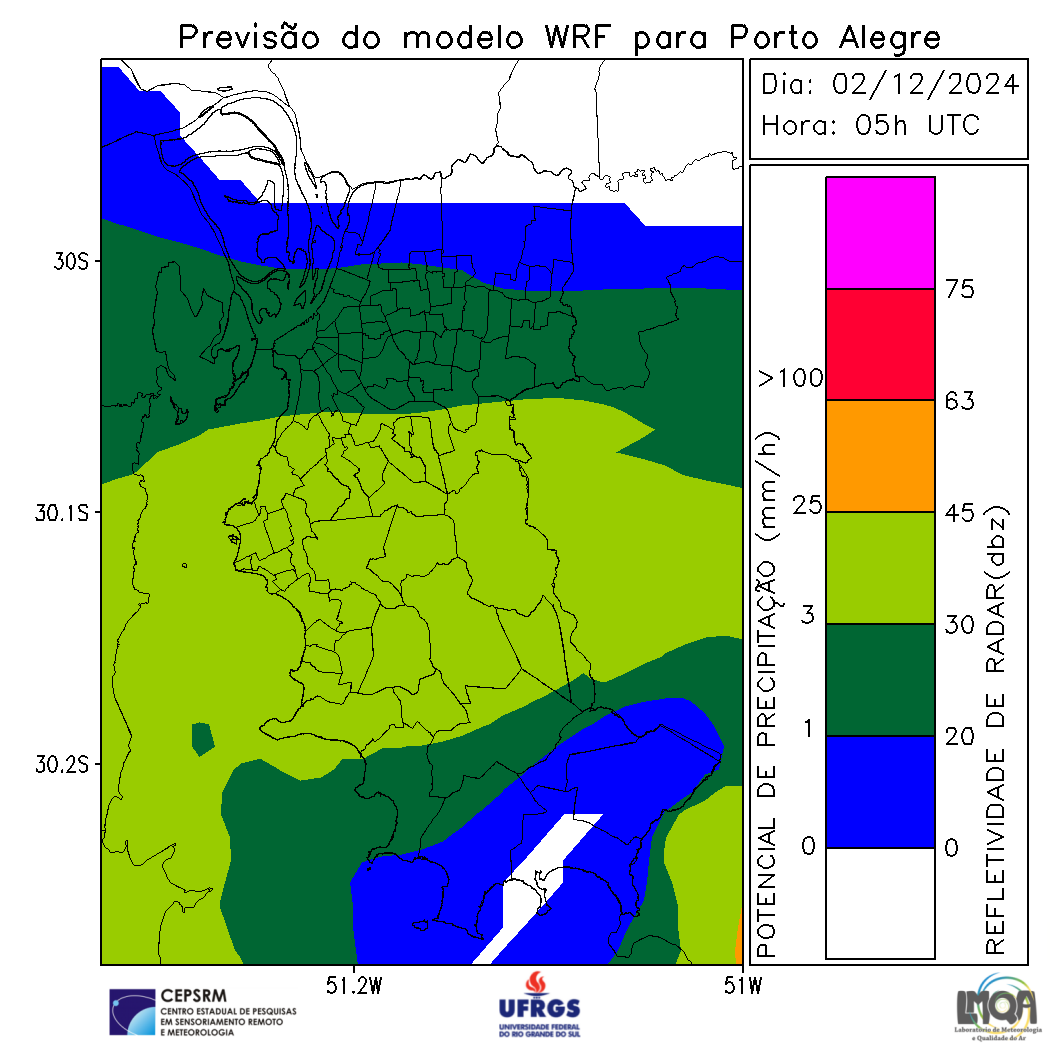 Previsão do modelo WRF para Porto Alegre
Dia: 02/12/2024
Hora: 05h UTC
30S
30.1S
30.2S
51.2W
51W
POTENCIAL DE PRECIPITAÇÃO (mm/h)
>100
25
3
1
0
75
63
45
30
20
0
REFLETIVIDADE DE RADAR(dbz)
CEPSRM
CENTRO ESTADUAL DE PESQUISAS
EM SENSORIAMENTO REMOTO
E METEOROLOGIA
UFRGS
UNIVERSIDADE FEDERAL
DO RIO GRANDE DO SUL
LMQA
Laboratório de Meteorologia
e Qualidade do Ar